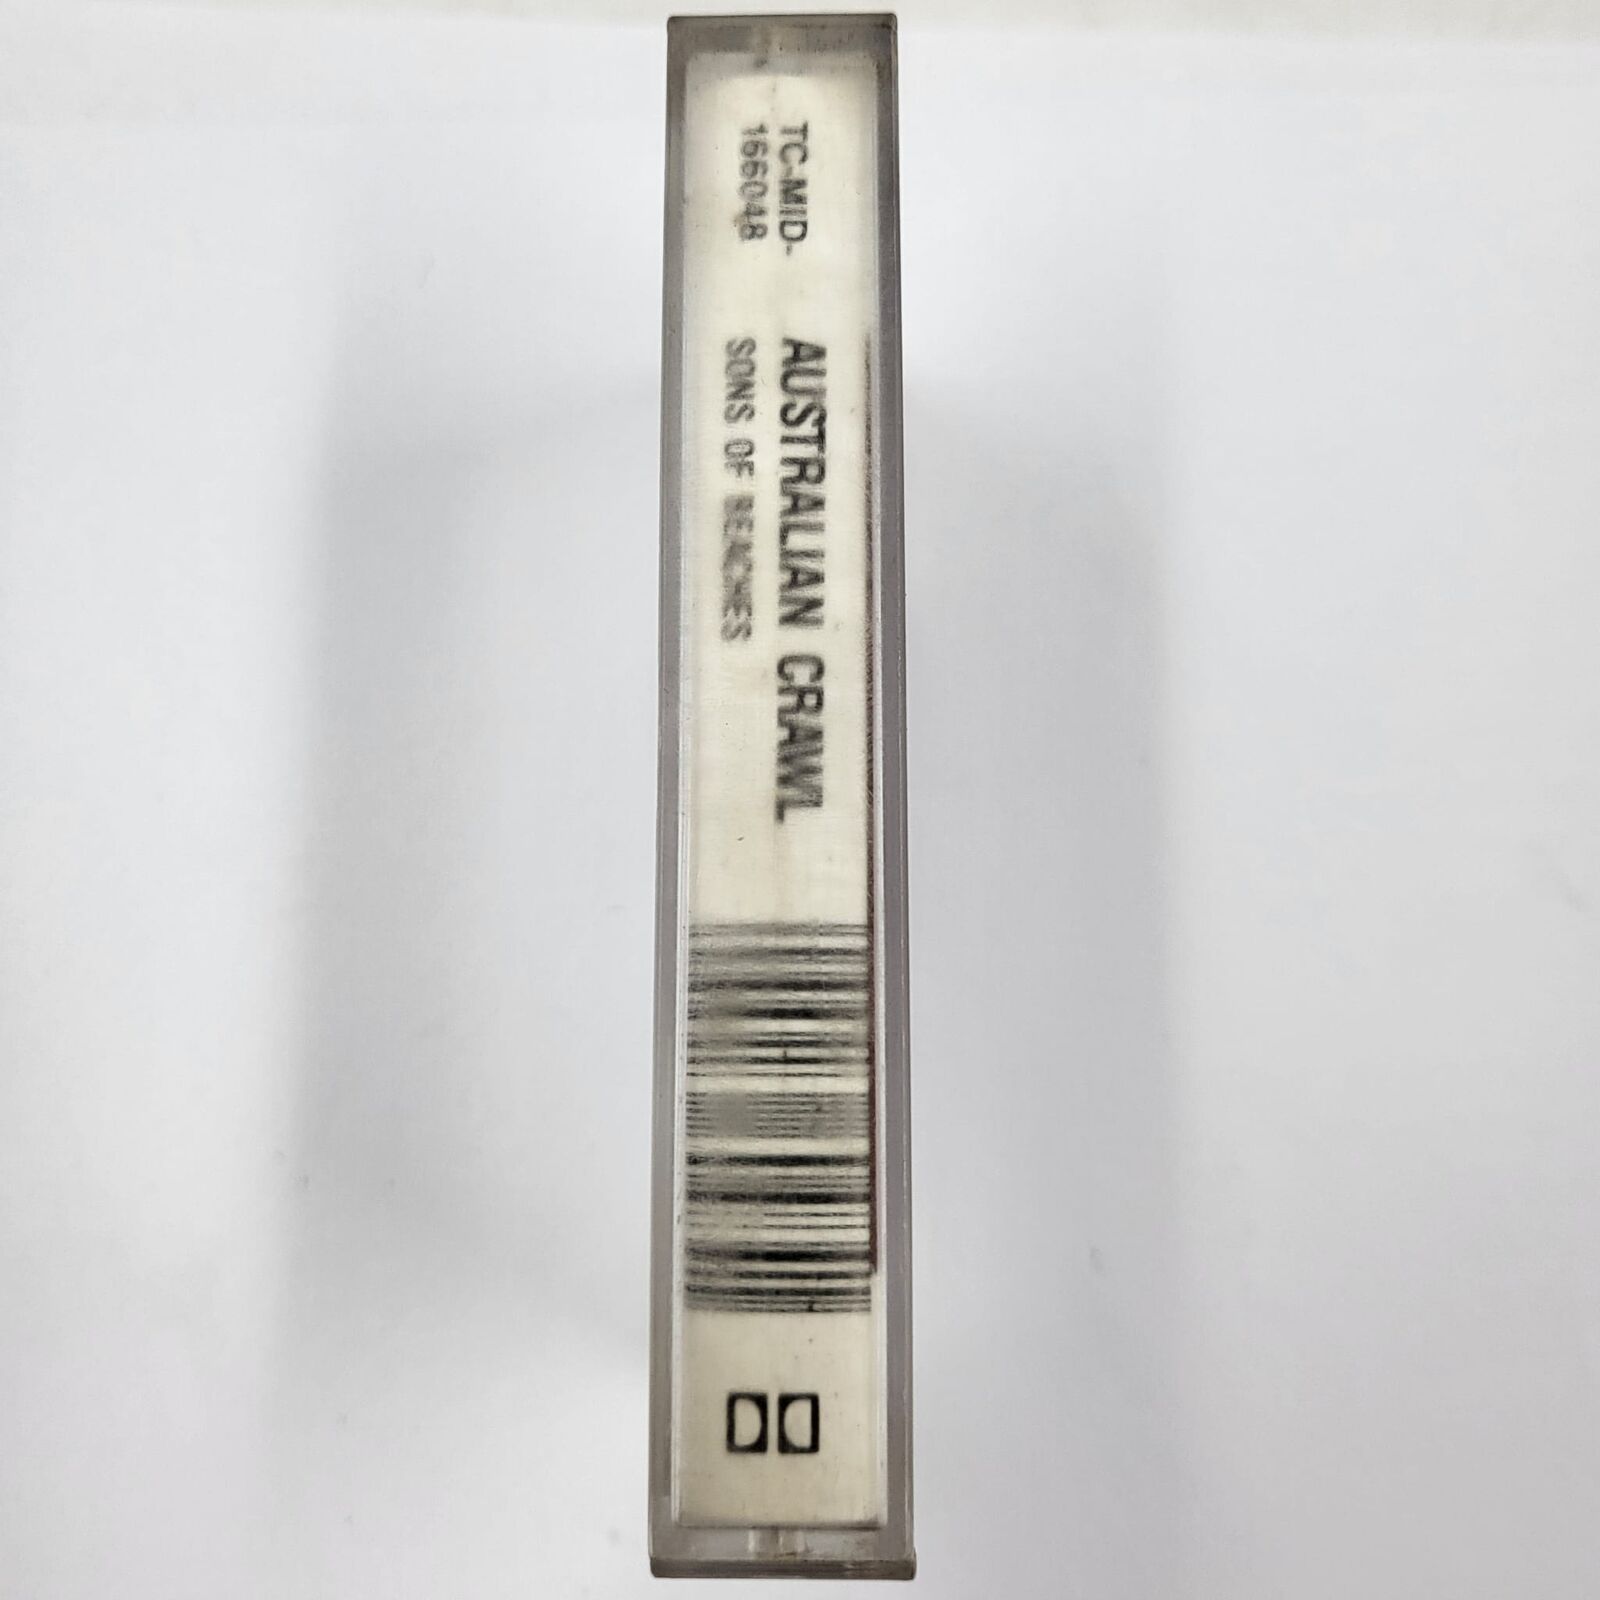 TC-MID-
166048
AUSTRALIAN CRAWL
SONS OF BEACHES